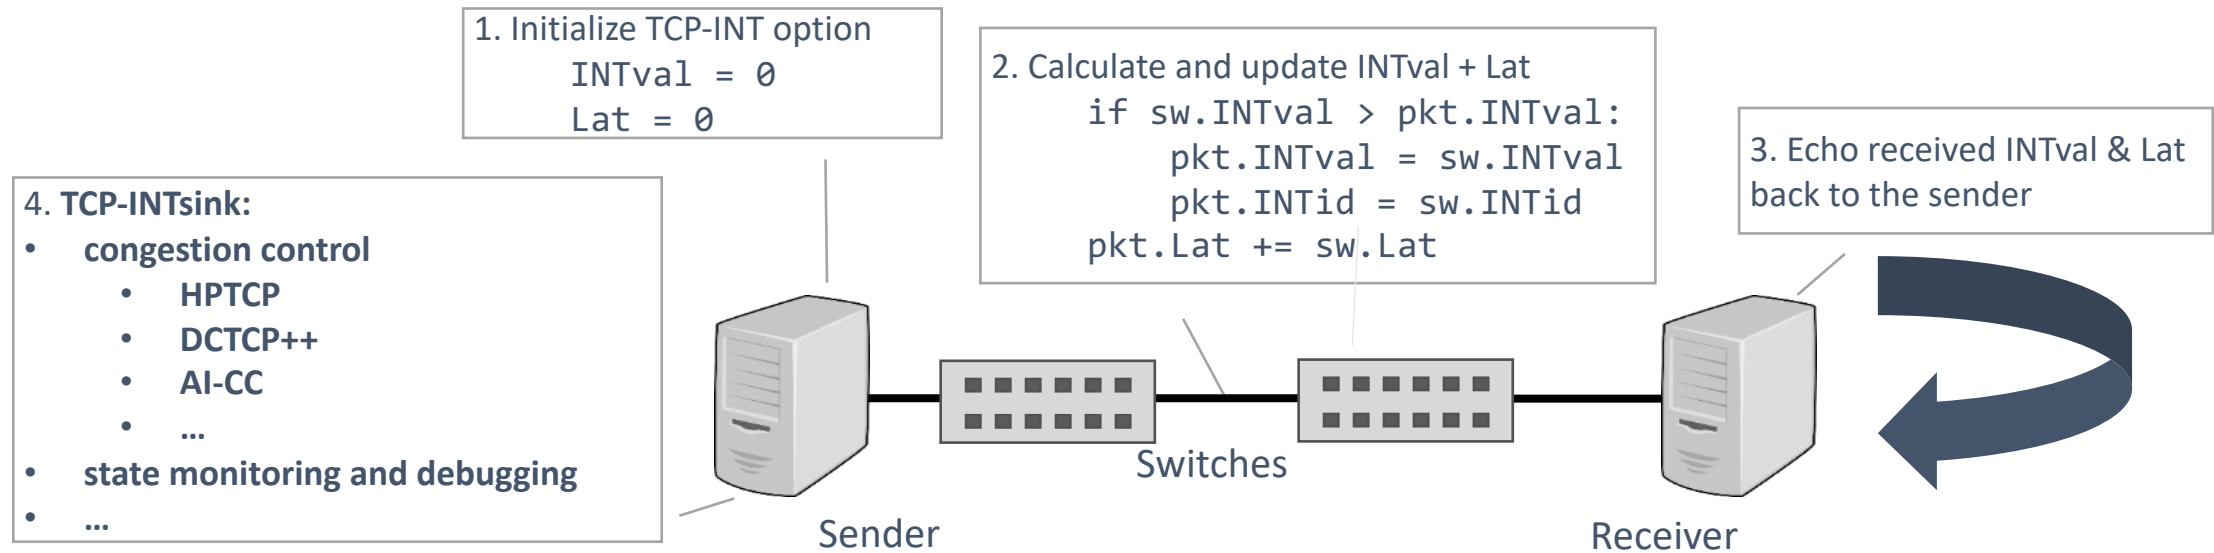 1. Initialize TCP-INT option
INTval = 0
Lat = 0
2. Calculate and update INTval + Lat
if sw.INTval > pkt.INTval:
pkt.INTval = sw.INTval
pkt.INTid = sw.INTid
pkt.Lat += sw.Lat
3. Echo received INTval & Lat
back to the sender
4. TCP-INTsink:
• congestion control
• HPTCP
• DCTCP++
• AI-CC
• …
• state monitoring and debugging
• …
Switches
Sender
Receiver